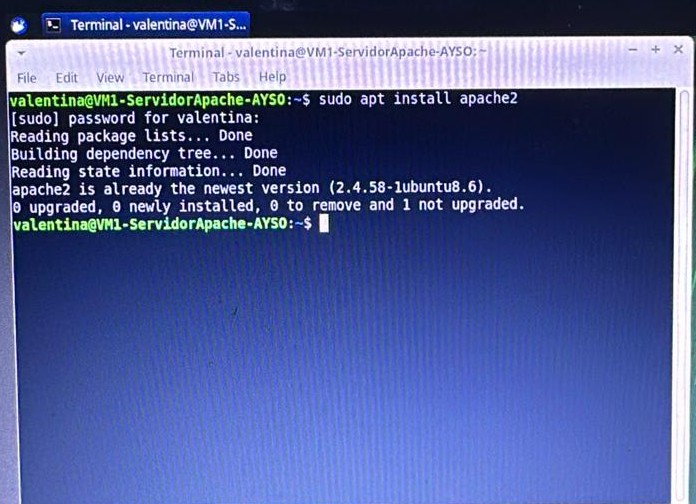 Terminal - valentina@VM1-S...
Terminal - valentina@VM1-ServidorApache-AYSO:~
File Edit View Terminal Tabs Help
valentina@VM1-ServidorApache-AYSO:~$ sudo apt install apache2
[sudo] password for valentina:
Reading package lists... Done
Building dependency tree... Done
Reading state information... Done
apache2 is already the newest version (2.4.58-1ubuntu8.6).
0 upgraded, 0 newly installed, 0 to remove and 1 not upgraded.
valentina@VM1-ServidorApache-AYSO:~$